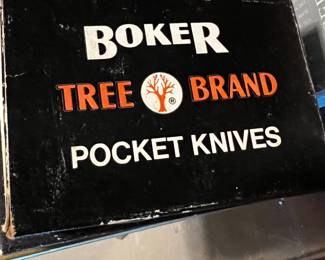 BOKER
TREE ® BRAND
POCKET KNIVES